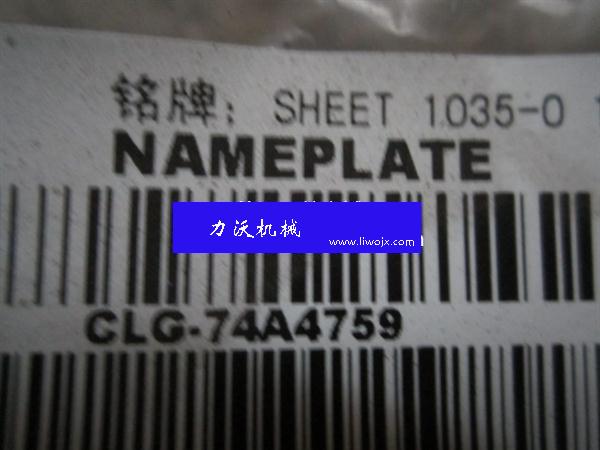 铭牌: SHEET 1035-0
NAMEPLATE
力沃机械
www.liwojx.com
CLG-74A4759